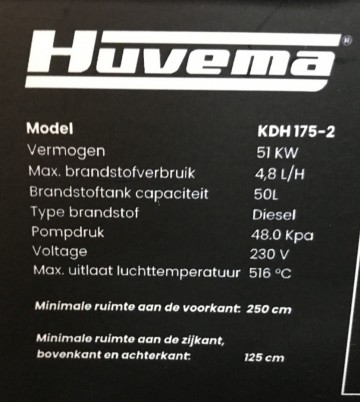 Huvema®
Model KDH 175-2
Vermogen 51 KW
Max. brandstofverbruik 4,8 L/H
Brandstoftank capaciteit 50L
Type brandstof Diesel
Pompdruk 48.0 Kpa
Voltage 230 V
Max. uitlaat luchttemperatuur 516 ºC
Minimale ruimte aan de voorkant: 250 cm
Minimale ruimte aan de zijkant,
bovenkant en achterkant: 125 cm